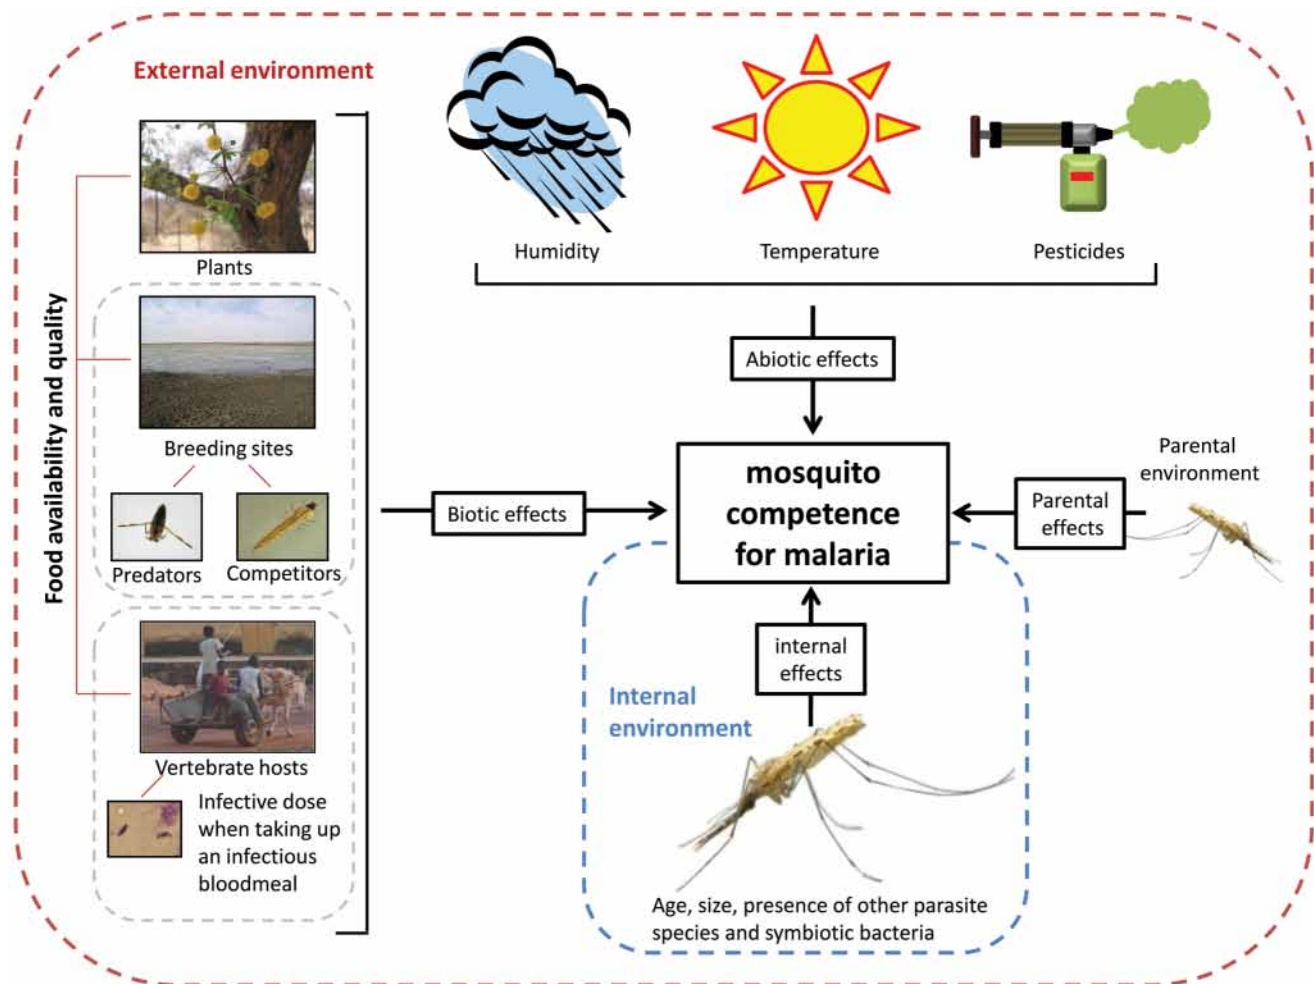 External environment
Food availability and quality
Plants
Breeding sites
Predators
Competitors
Vertebrate hosts
Infective dose
when taking up
an infectious
bloodmeal
Humidity
Temperature
Pesticides
Abiotic effects
Biotic effects
mosquito
competence
for malaria
Parental
environment
Parental
effects
internal
effects
Internal
environment
Age, size, presence of other parasite
species and symbiotic bacteria